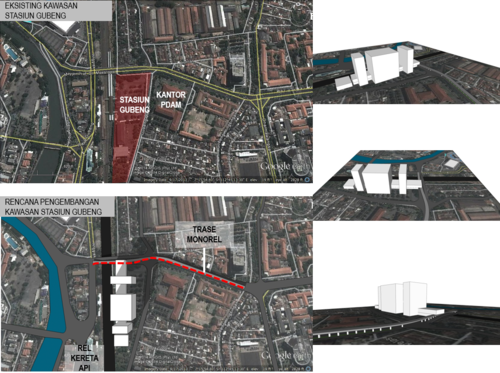 EKSISTING KAWASAN
STASIUN GUBENG
STASIUN
GUBENG
KANTOR
PDAM
Google
RENCANA PENGEMBANGAN
KAWASAN STASIUN GUBENG
TRASE
MONOREL
REL
KERETA
API
Google